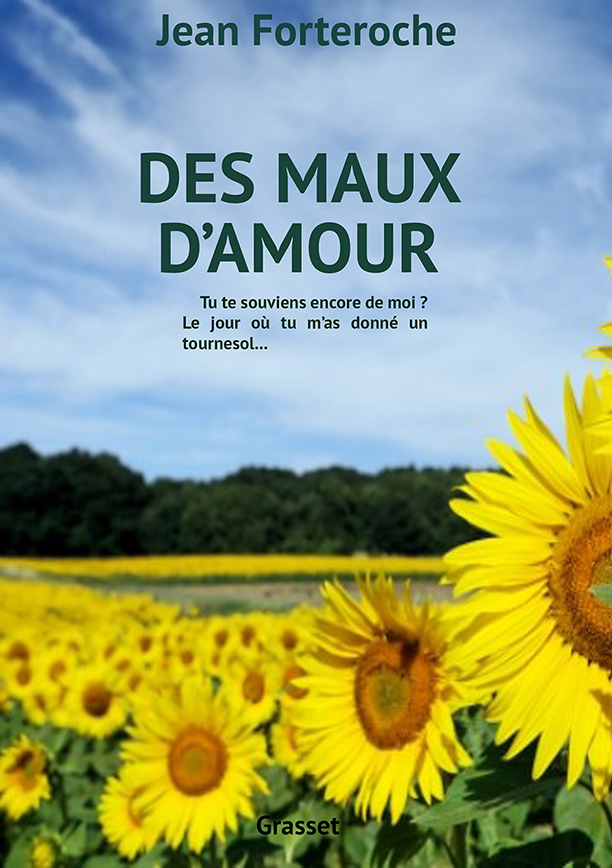 Jean Forteroche
DES MAUX
D'AMOUR
Tu te souviens encore de moi ?
Le jour où tu m'as donné un
tournesol...
Grasset